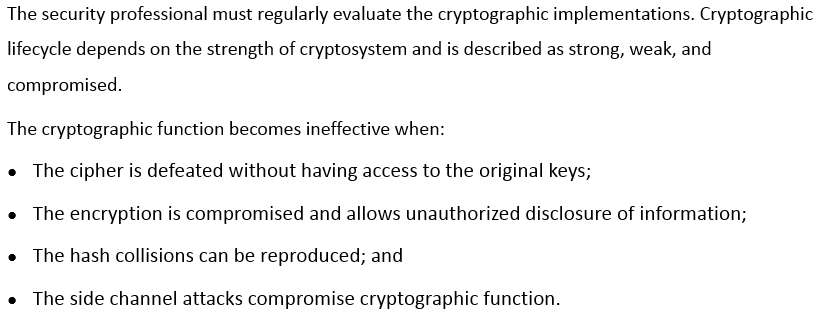 The security professional must regularly evaluate the cryptographic implementations. Cryptographic
lifecycle depends on the strength of cryptosystem and is described as strong, weak, and
compromised.
The cryptographic function becomes ineffective when:
● The cipher is defeated without having access to the original keys;
● The encryption is compromised and allows unauthorized disclosure of information;
● The hash collisions can be reproduced; and
● The side channel attacks compromise cryptographic function.